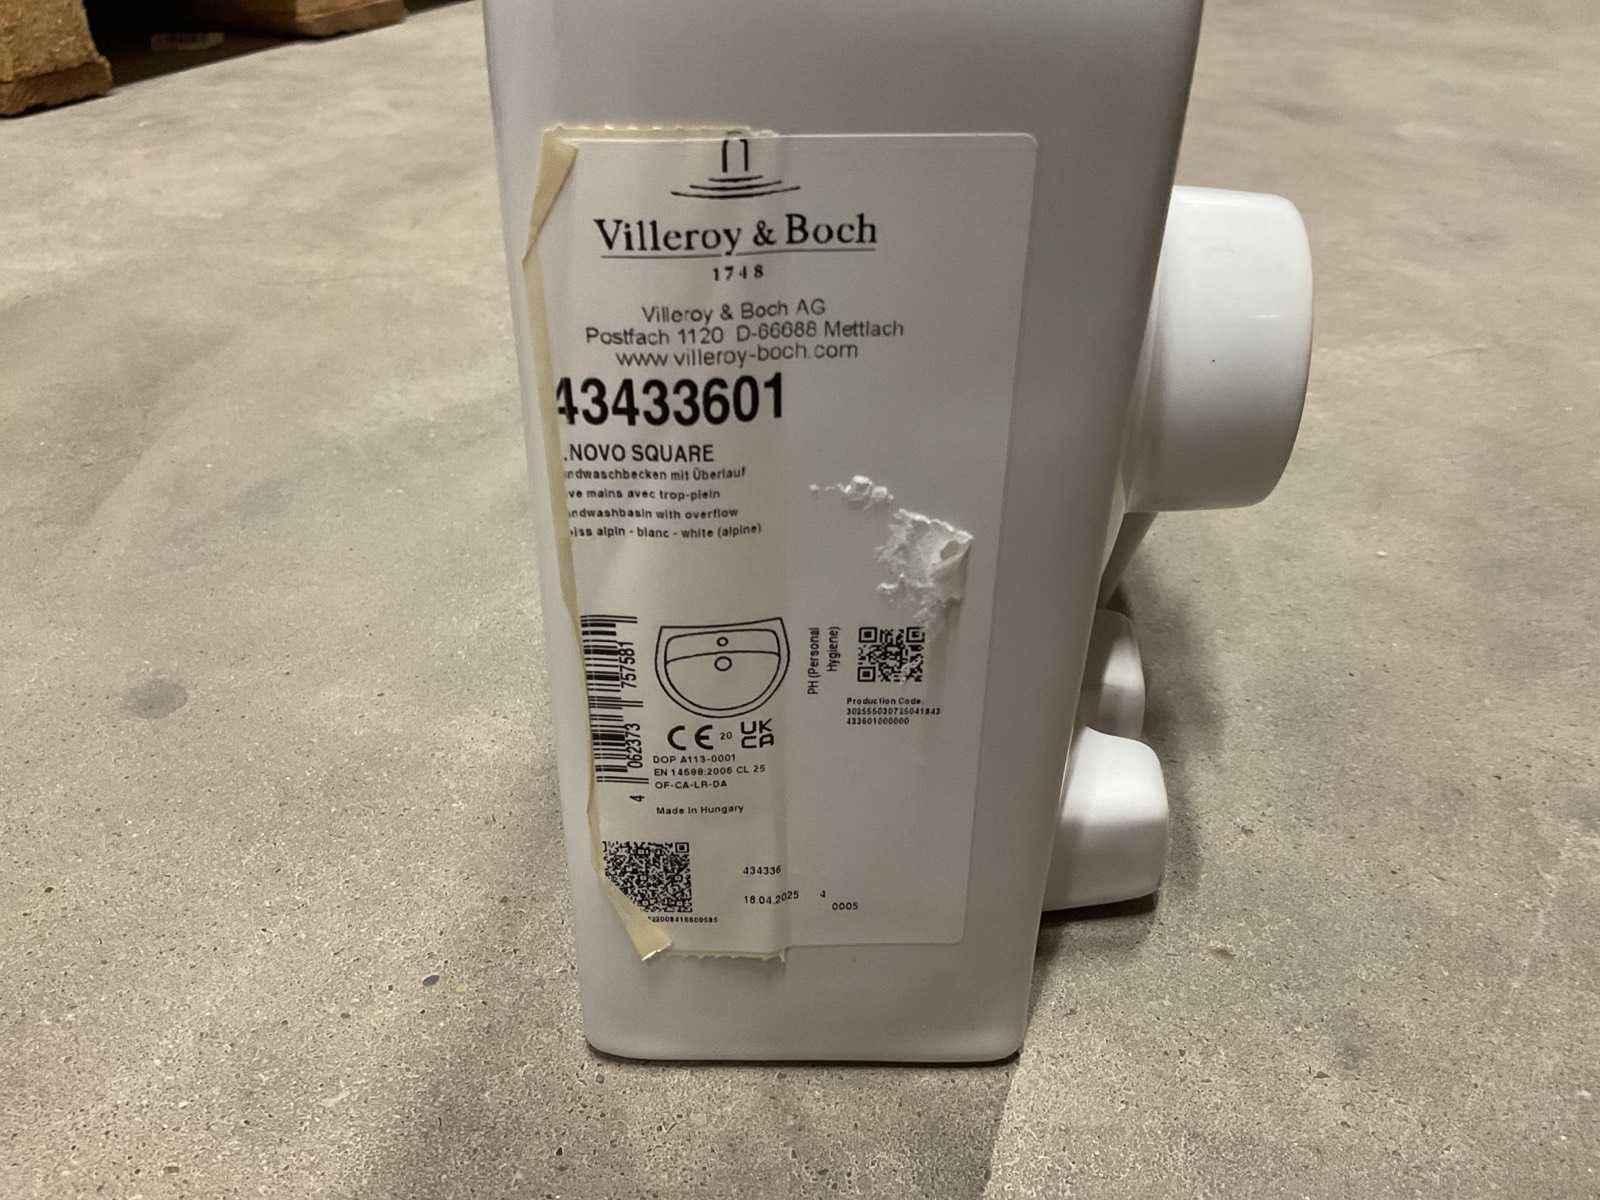 Villeroy & Boch
1748
Villeroy & Boch AG
Postfach 1120 D-66688 Mettlach
www.villeroy-boch.com
43433601
.NOVO SQUARE
ndwaschbecken mit Überlauf
ve mains avec trop-plein
ndwashbasin with overflow
iss alpin - blanc - white (alpine)
4 062373 757581
PH (Personal
Hygiene)
Production Code.
302555030725041843
433601000000
CE 20 UK CA
DOP A113-0001
EN 14688:2006 CL 25
OF-CA-LR-DA
Made in Hungary
434336
18.04.2025 4
0005